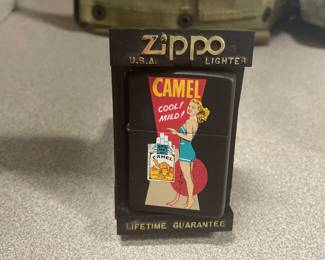 Zippo
U.S.A. LIGHTER
CAMEL
COOL!
MILD!
CAMEL
LIFETIME GUARANTEE